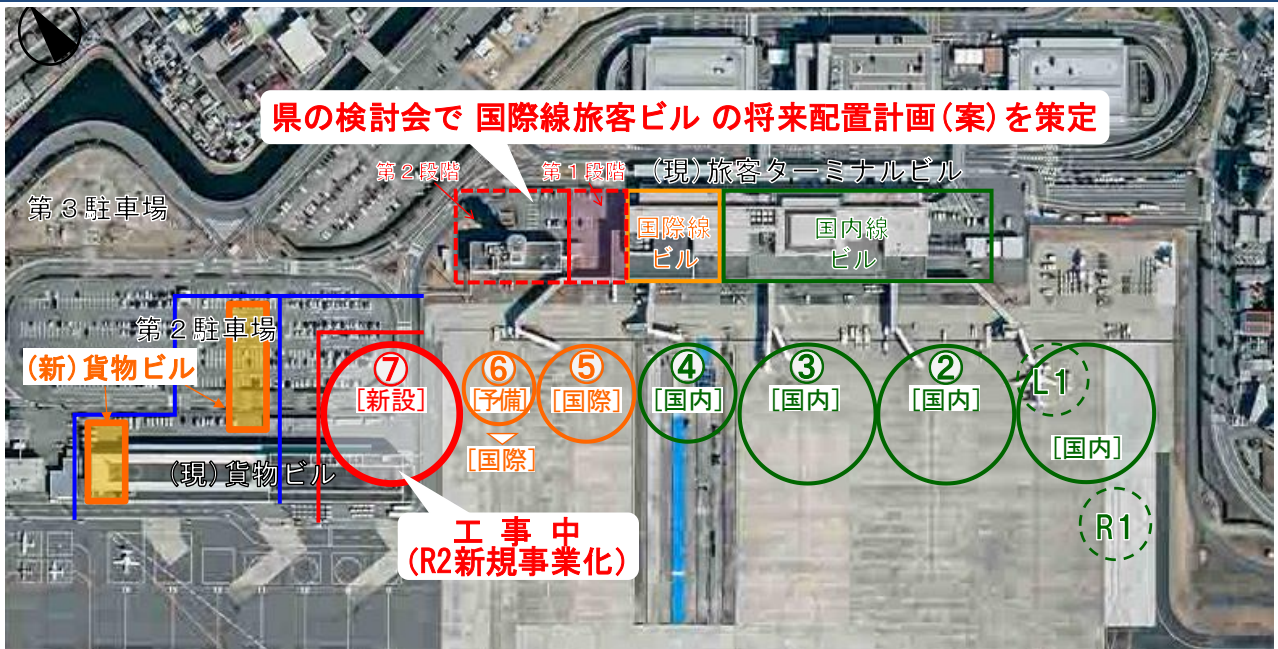 県の検討会で 国際線旅客ビル の将来配置計画(案)を策定
第2段階
第1段階
(現)旅客ターミナルビル
第3駐車場
国際線
ビル
国内線
ビル
第2駐車場
(新)貨物ビル
⑦
[新設]
⑥
[予備]
[国際]
⑤
[国際]
④
[国内]
③
[国内]
②
[国内]
L1
[国内]
(現)貨物ビル
R1
工事中
(R2新規事業化)